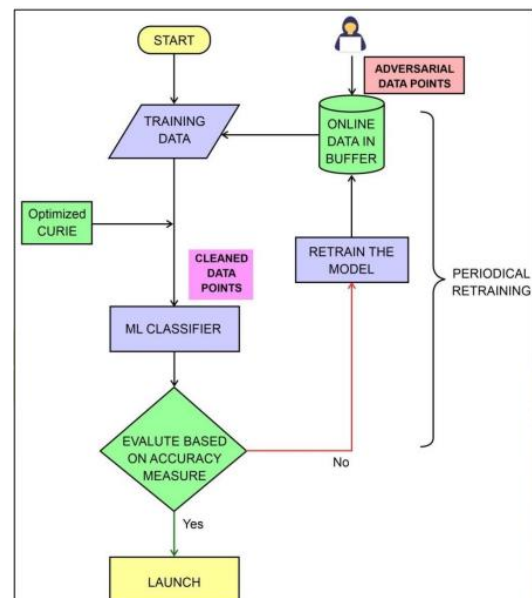 START
ADVERSARIAL
DATA POINTS
TRAINING
DATA
ONLINE
DATA IN
BUFFER
Optimized
CURIE
CLEANED
DATA
POINTS
RETRAIN THE
MODEL
PERIODICAL
RETRAINING
ML CLASSIFIER
EVALUTE BASED
ON ACCURACY
MEASURE
No
Yes
LAUNCH